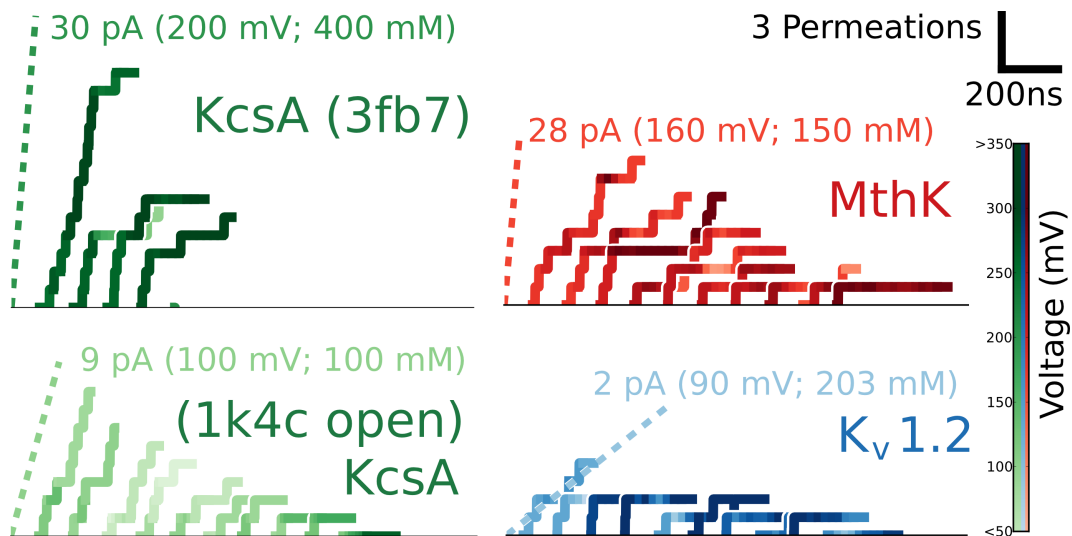 30 pA (200 mV; 400 mM)
KcsA (3fb7)
3 Permeations
200ns
28 pA (160 mV; 150 mM)
MthK
9 pA (100 mV; 100 mM)
(1k4c open)
KcsA
2 pA (90 mV; 203 mM)
Kv 1.2
>350
300
250
200
150
100
<50
Voltage (mV)